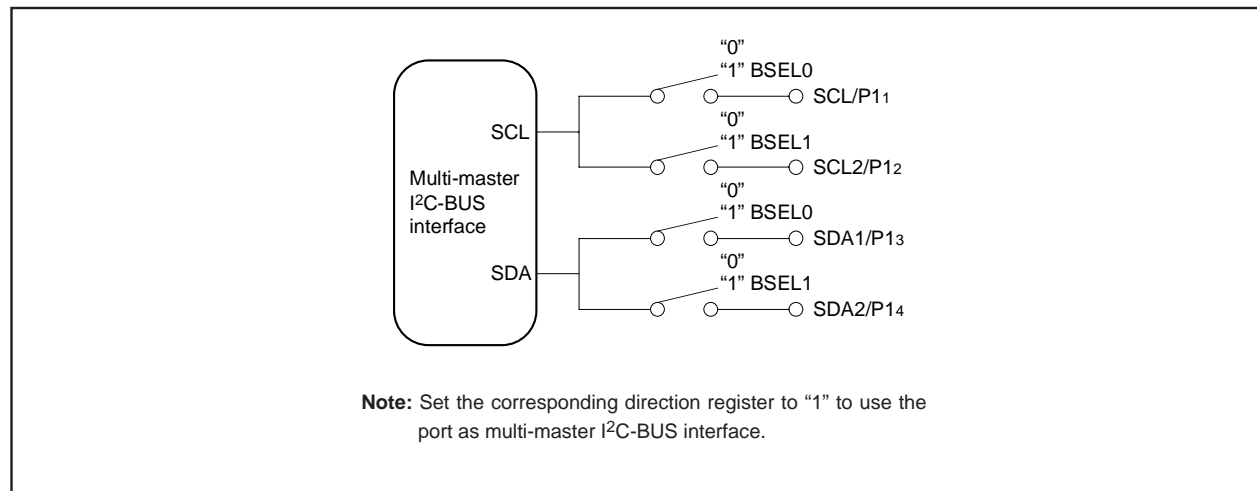 “0”
“1” BSEL0
SCL/P11
SCL
“0”
“1” BSEL1
SCL2/P12
Multi-master
I2C-BUS
interface
“0”
“1” BSEL0
SDA1/P13
SDA
“0”
“1” BSEL1
SDA2/P14
Note: Set the corresponding direction register to “1” to use the
port as multi-master I2C-BUS interface.